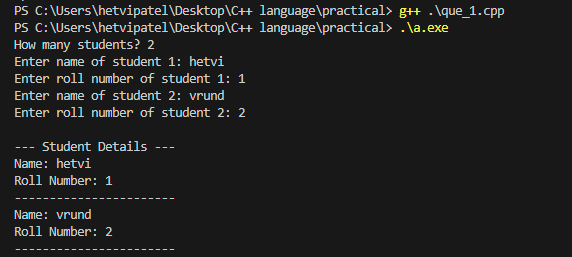 PS C:\Users\hetvipatel\Desktop\C++ language\practical> g++ .\que_1.cpp
PS C:\Users\hetvipatel\Desktop\C++ language\practical> .\a.exe
How many students? 2
Enter name of student 1: hetvi
Enter roll number of student 1: 1
Enter name of student 2: vrund
Enter roll number of student 2: 2

--- Student Details ---
Name: hetvi
Roll Number: 1
-----------------------
Name: vrund
Roll Number: 2
-----------------------